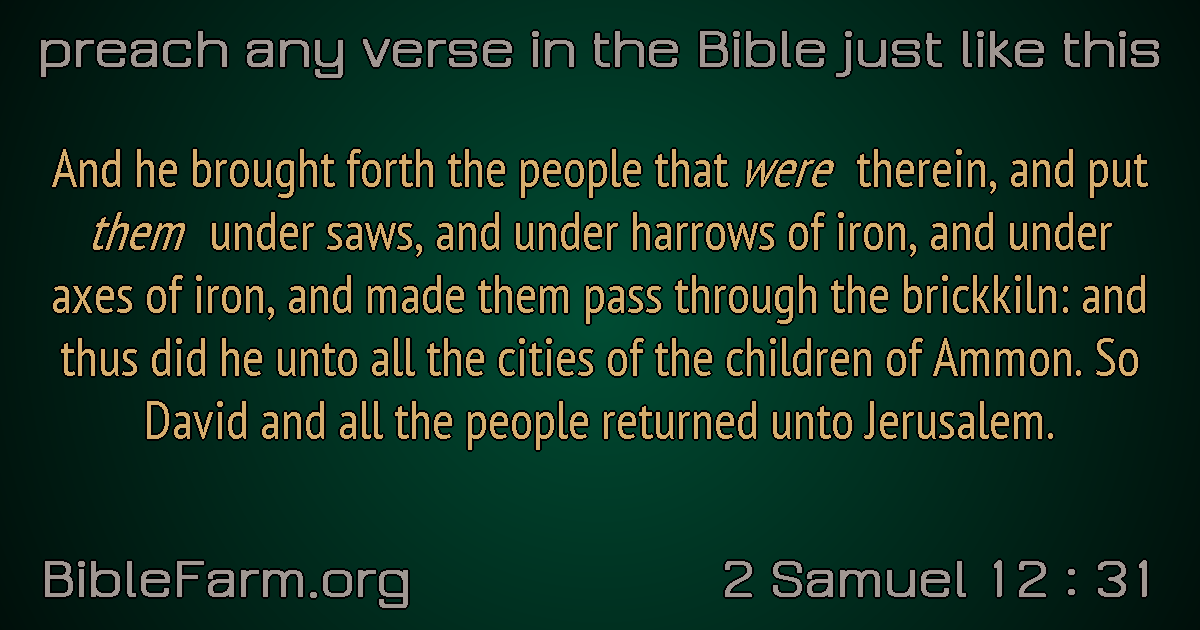 preach any verse in the Bible just like this
And he brought forth the people that were therein, and put
them under saws, and under harrows of iron, and under
axes of iron, and made them pass through the brickkiln: and
thus did he unto all the cities of the children of Ammon. So
David and all the people returned unto Jerusalem.
BibleFarm.org
2 Samuel 12 : 31